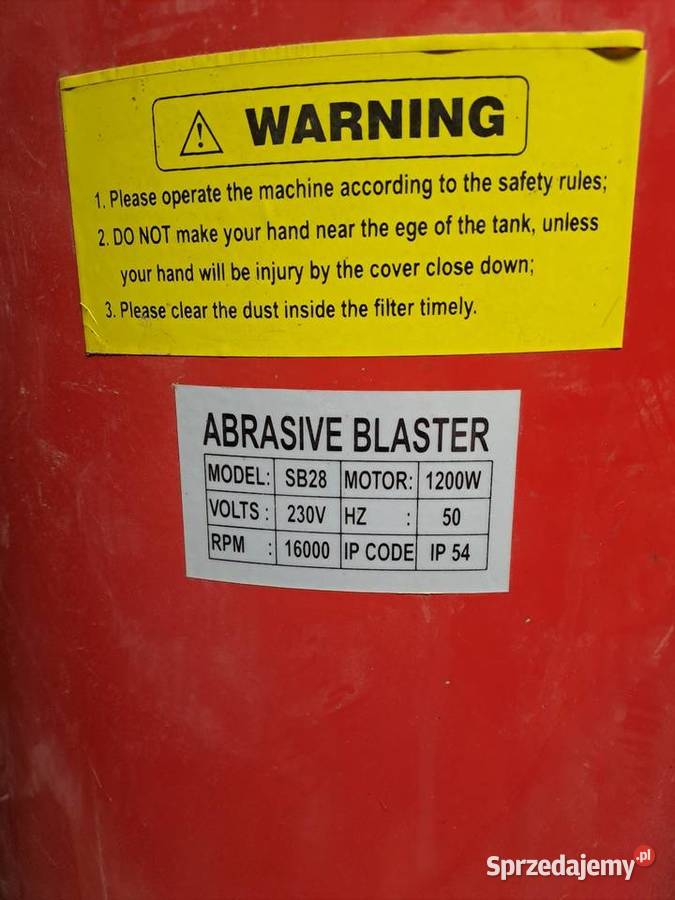 WARNING
1. Please operate the machine according to the safety rules;
2. DO NOT make your hand near the ege of the tank, unless
your hand will be injury by the cover close down;
3. Please clear the dust inside the filter timely.
ABRASIVE BLASTER
MODEL: SB28 MOTOR: 1200W
VOLTS : 230V HZ : 50
RPM : 16000 IP CODE IP 54
Sprzedajemy.pl